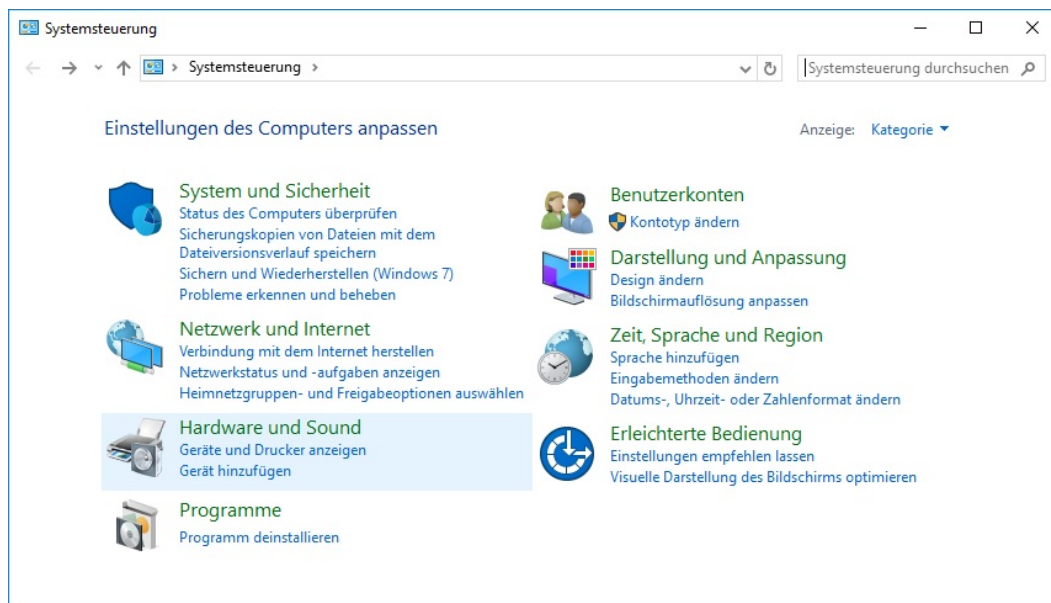 Systemsteuerung
Systemsteuerung
Systemsteuerung durchsuchen
Einstellungen des Computers anpassen
Anzeige: Kategorie
System und Sicherheit
Status des Computers überprüfen
Sicherungskopien von Dateien mit dem
Dateiversionsverlauf speichern
Sichern und Wiederherstellen (Windows 7)
Probleme erkennen und beheben
Netzwerk und Internet
Verbindung mit dem Internet herstellen
Netzwerkstatus und -aufgaben anzeigen
Heimnetzgruppen- und Freigabeoptionen auswählen
Hardware und Sound
Geräte und Drucker anzeigen
Gerät hinzufügen
Programme
Programm deinstallieren
Benutzerkonten
Kontotyp ändern
Darstellung und Anpassung
Design ändern
Bildschirmauflösung anpassen
Zeit, Sprache und Region
Sprache hinzufügen
Eingabemethoden ändern
Datums-, Uhrzeit- oder Zahlenformat ändern
Erleichterte Bedienung
Einstellungen empfehlen lassen
Visuelle Darstellung des Bildschirms optimieren